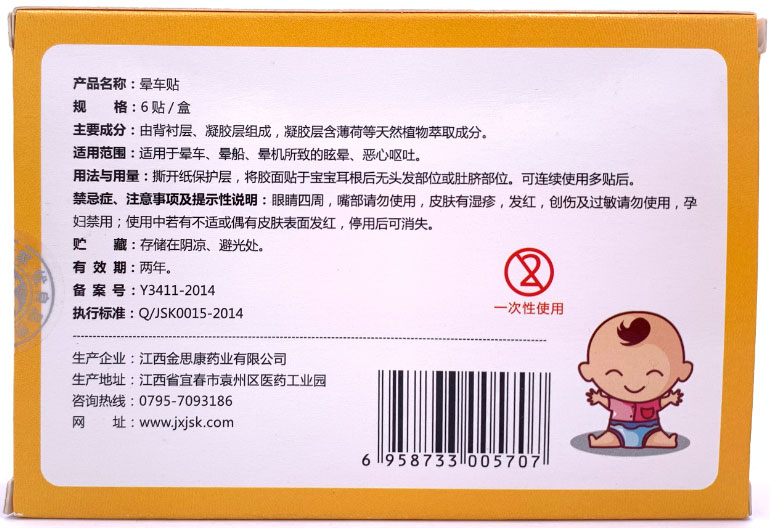 产品名称：晕车贴
规　　格：6贴/盒
主要成分：由背衬层、凝胶层组成，凝胶层含薄荷等天然植物萃取成分。
适用范围：适用于晕车、晕船、晕机所致的眩晕、恶心呕吐。
用法与用量：撕开纸保护层，将胶面贴于宝宝耳根后无头发部位或肚脐部位。可连续使用多贴后。
禁忌症、注意事项及提示性说明：眼睛四周，嘴部请勿使用，皮肤有湿疹，发红，创伤及过敏请勿使用，孕
妇禁用；使用中若有不适或偶有皮肤表面发红，停用后可消失。
贮　　藏：存储在阴凉、避光处。
有 效 期：两年。
备 案 号：Y3411-2014
执行标准：Q/JSK0015-2014
2
一次性使用
生产企业：江西金思康药业有限公司
生产地址：江西省宜春市袁州区医药工业园
咨询热线：0795-7093186
网　　址：www.jxjsk.com
6 958733 005707